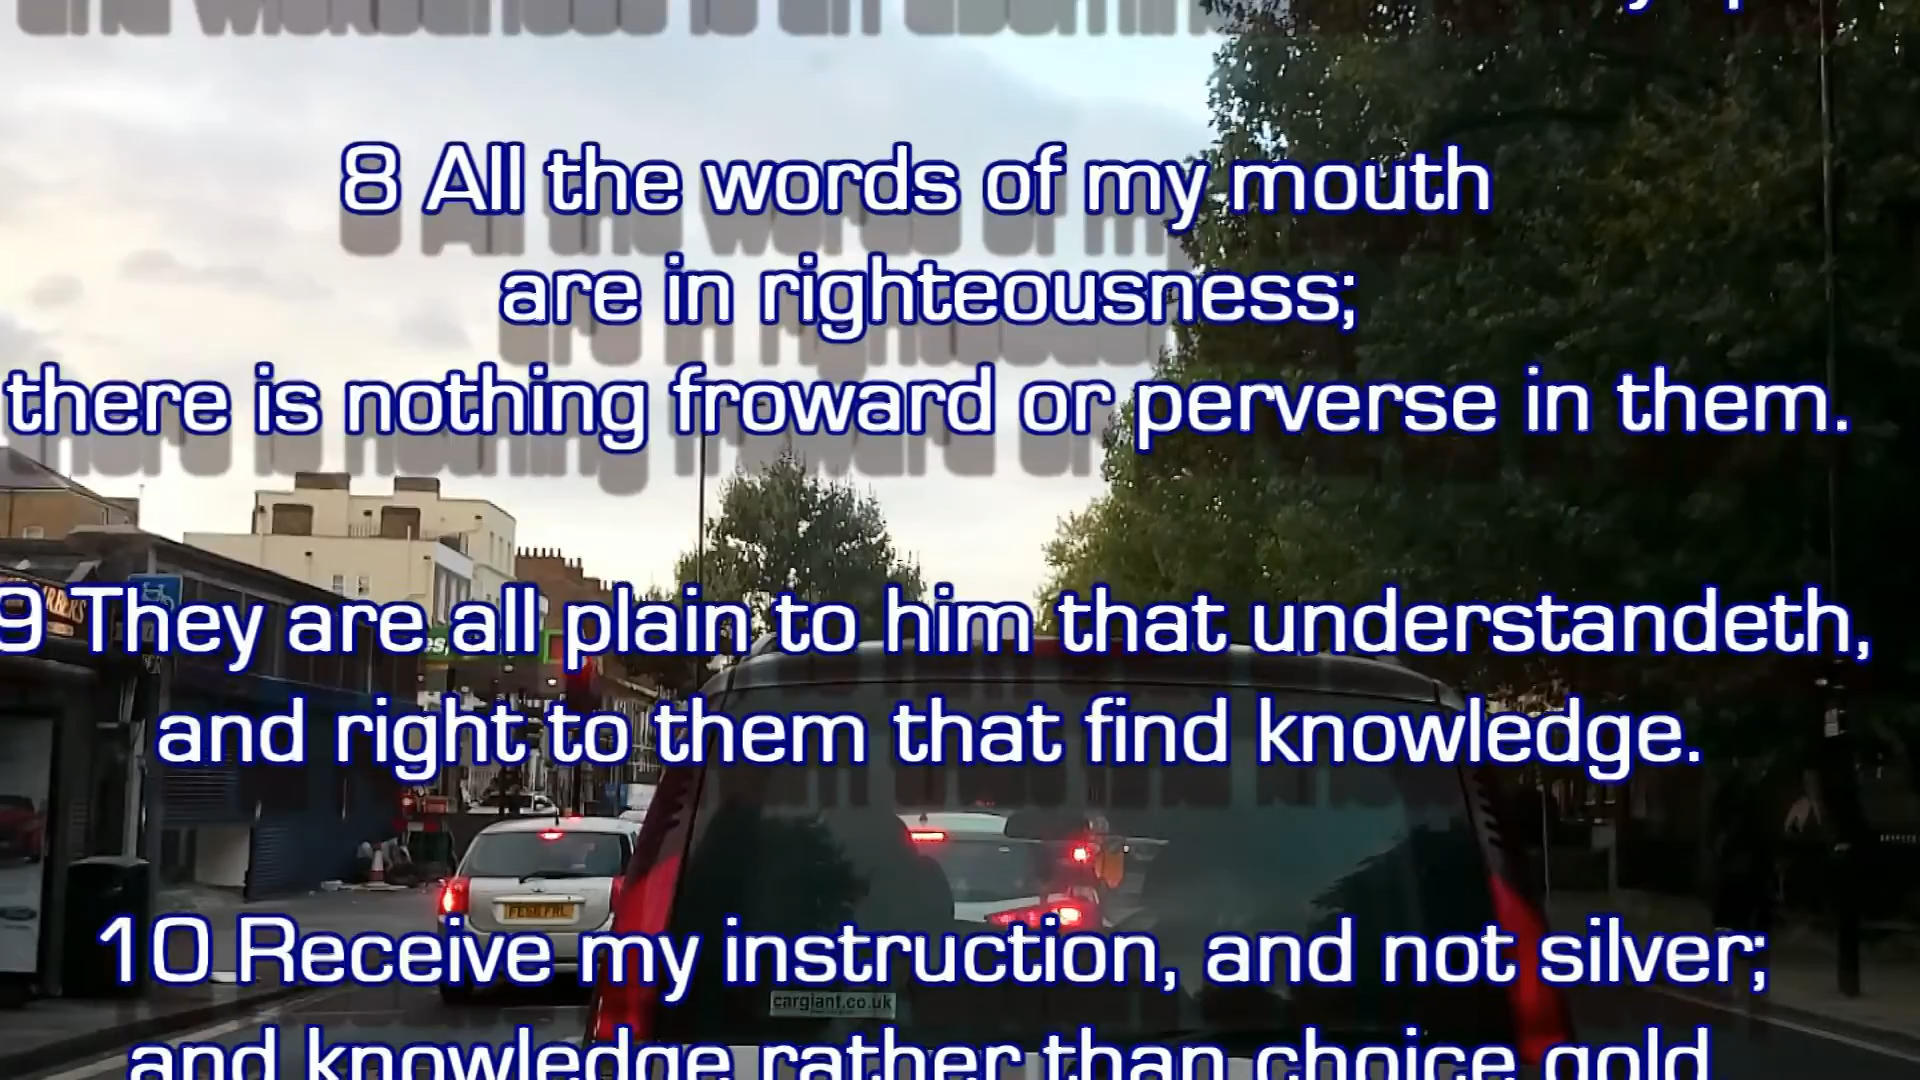 8 All the words of my mouth
are in righteousness;
there is nothing froward or perverse in them.
9 They are all plain to him that understandeth,
and right to them that find knowledge.
10 Receive my instruction, and not silver;
cargiant.co.uk
and knowledge rather than choice gold